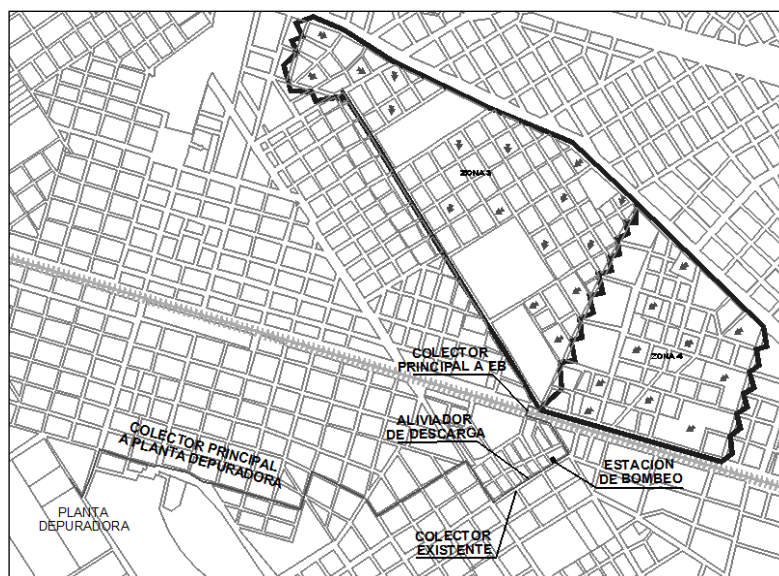 ZONA 3
ZONA 4
COLECTOR
PRINCIPAL A EB
ALIVIADOR
DE DESCARGA
COLECTOR PRINCIPAL
A PLANTA DEPURADORA
ESTACION
DE BOMBEO
PLANTA
DEPURADORA
COLECTOR
EXISTENTE